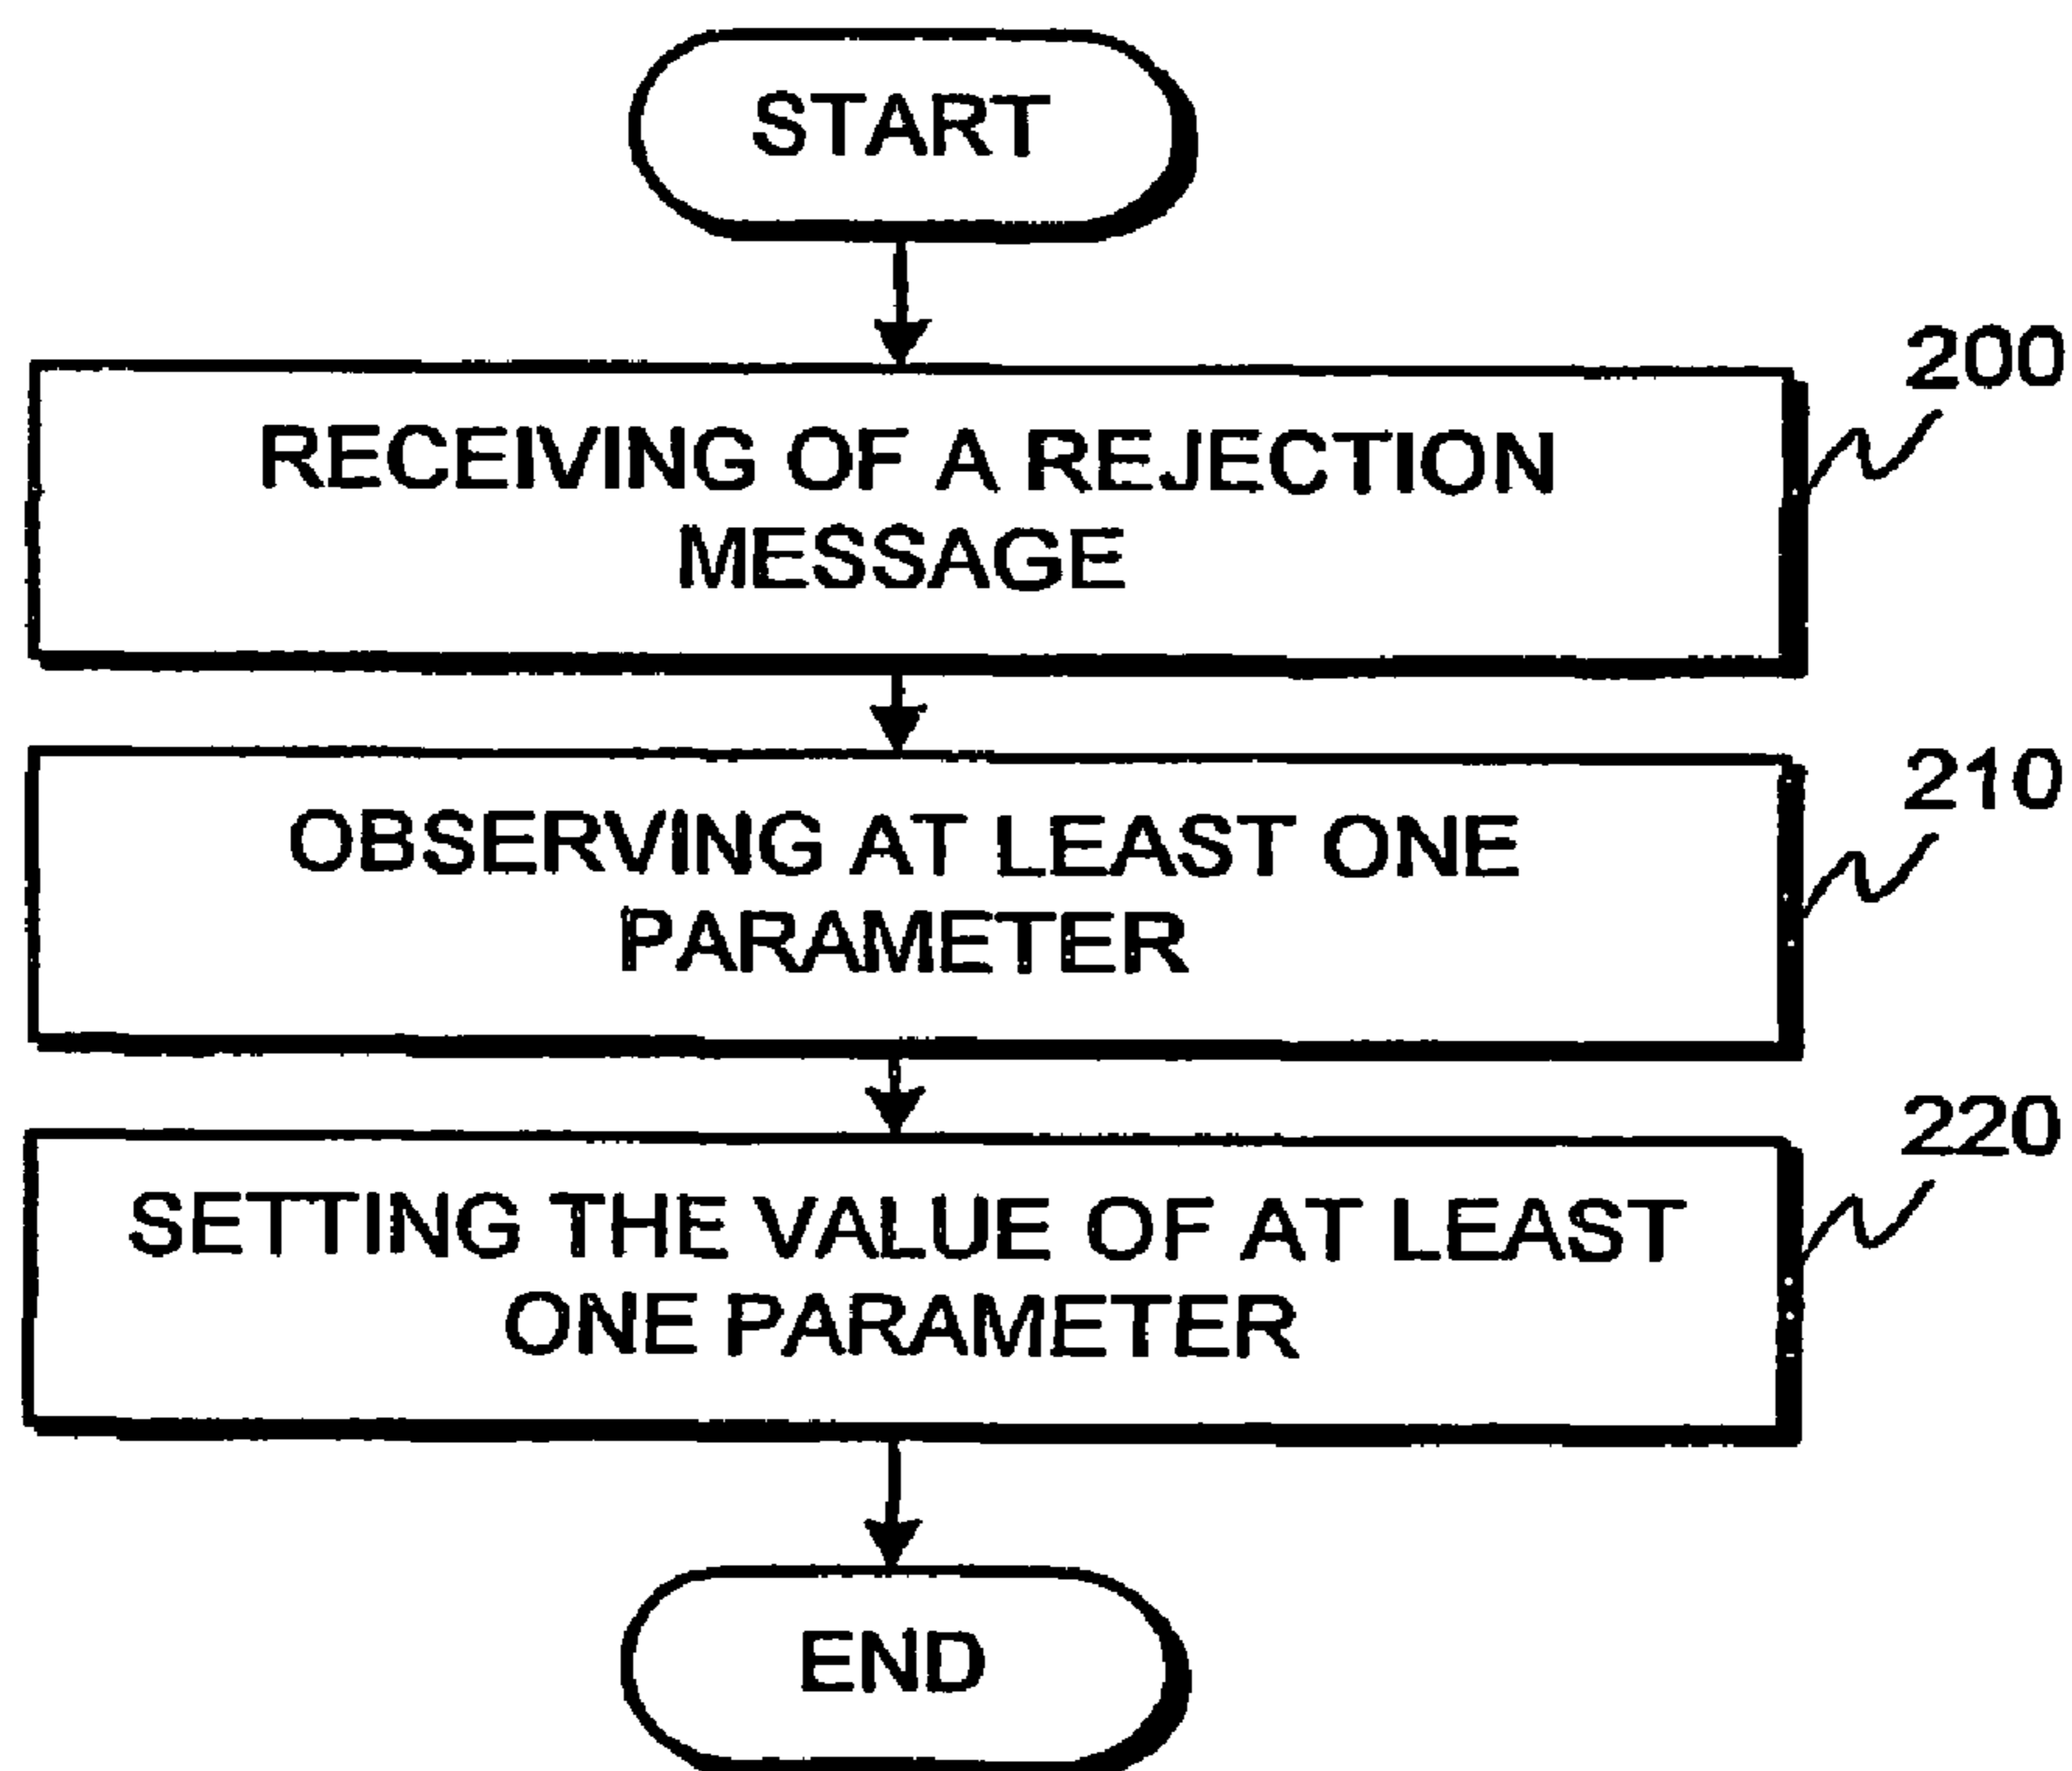 START
200
RECEIVING OF A REJECTION
MESSAGE
210
OBSERVING AT LEAST ONE
PARAMETER
220
SETTING THE VALUE OF AT LEAST
ONE PARAMETER
END